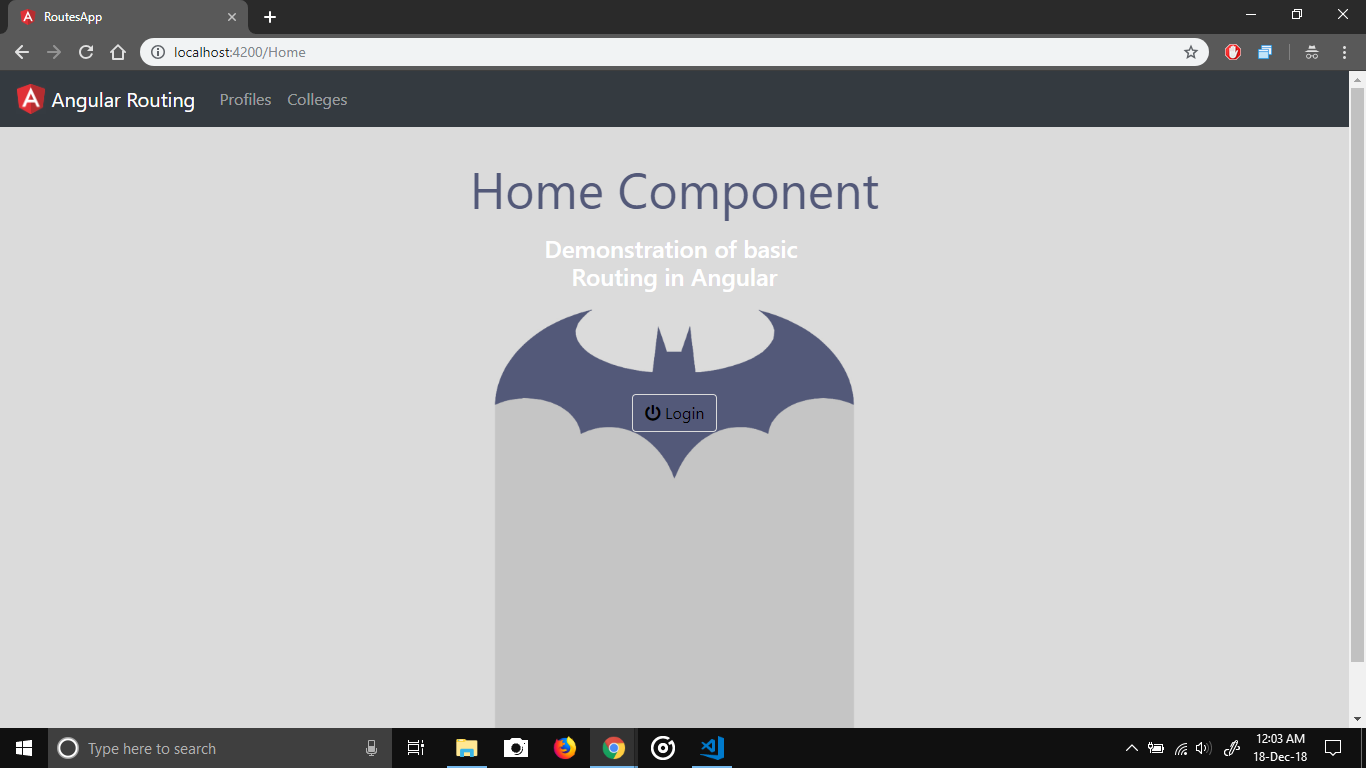 RoutesApp
localhost:4200/Home
Angular Routing Profiles Colleges
Home Component
Demonstration of basic
Routing in Angular
Login
Type here to search
12:03 AM
18-Dec-18